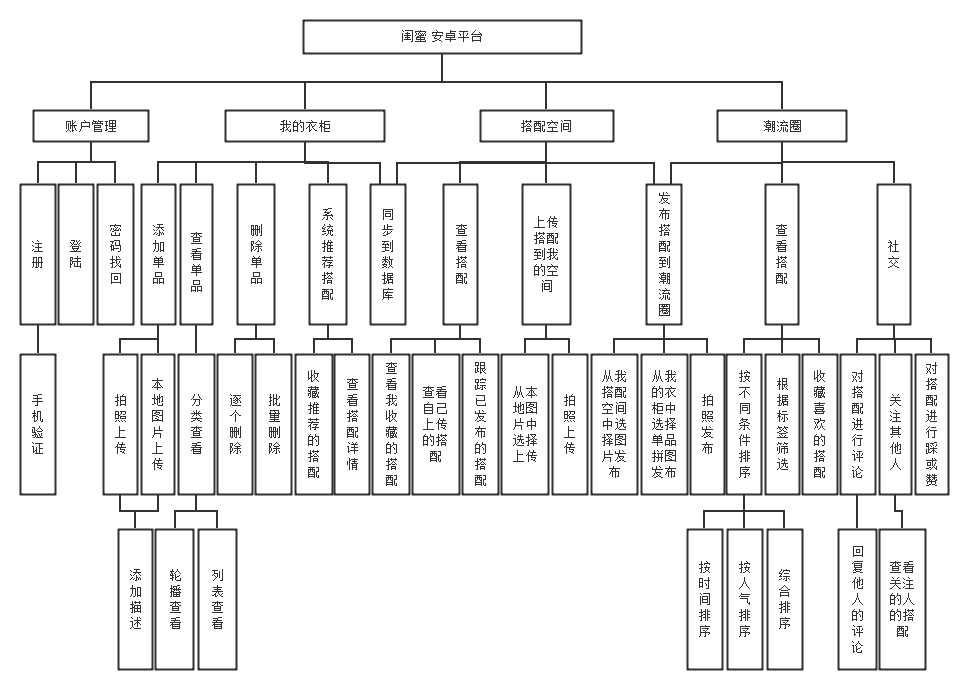 闺蜜 安卓平台
账户管理
我的衣柜
搭配空间
潮流圈
注册
登陆
密码找回
添加单品
查看单品
删除单品
系统推荐搭配
同步到数据库
查看搭配
上传搭配到我的空间
发布搭配到潮流圈
查看搭配
社交
手机验证
拍照上传
本地图片上传
分类查看
逐个删除
批量删除
收藏推荐的搭配
查看搭配详情
查看我收藏的搭配
查看自己上传的搭配
跟踪已发布的搭配
从本地图片中选择上传
拍照上传
从我搭配空间中选择图片发布
从我的衣柜中选择单品拼图发布
拍照发布
按不同条件排序
根据标签筛选
收藏喜欢的搭配
对搭配进行评论
关注其他人
对搭配进行踩或赞
添加描述
轮播查看
列表查看
按时间排序
按人气排序
综合排序
回复他人的评论
查看关注的人的搭配